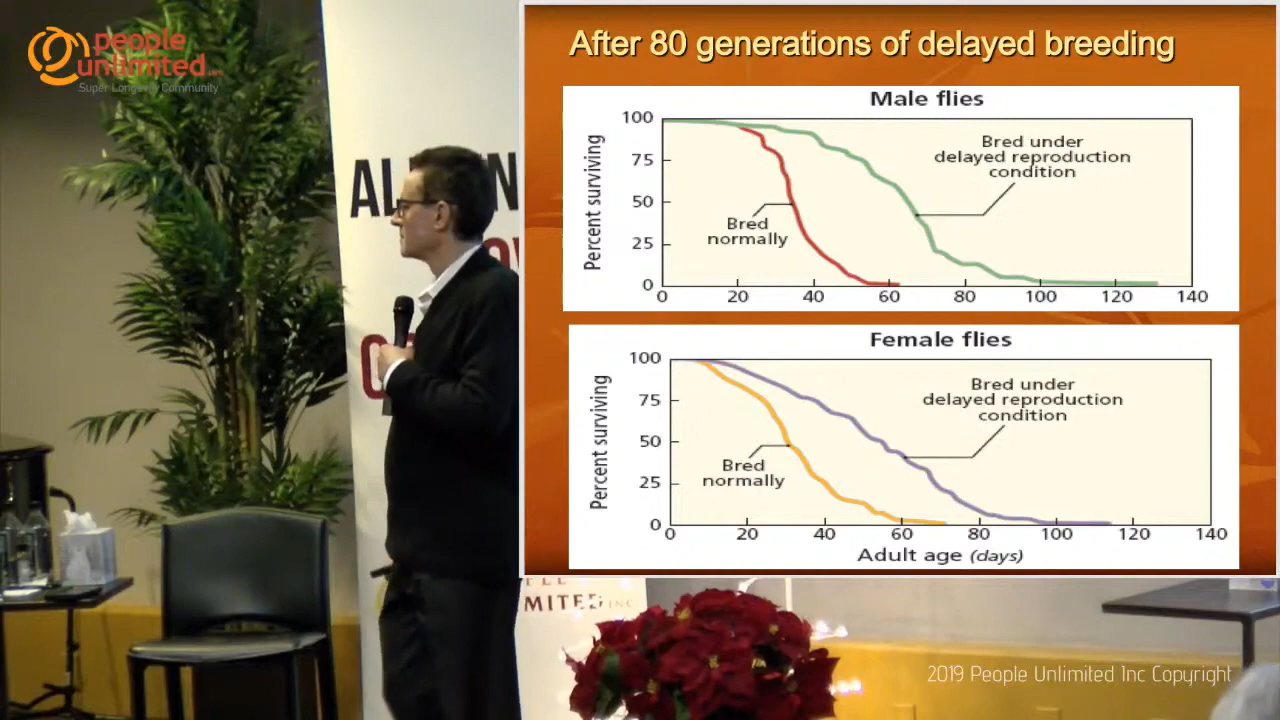 people
unlimited INC
Super Longevity Community
After 80 generations of delayed breeding
Male flies
Percent surviving
100
75
50
25
0
Bred under
delayed reproduction
condition
Bred
normally
0 20 40 60 80 100 120 140
Female flies
Percent surviving
100
75
50
25
0
Bred under
delayed reproduction
condition
Bred
normally
0 20 40 60 80 100 120 140
Adult age (days)
2019 People Unlimited Inc Copyright